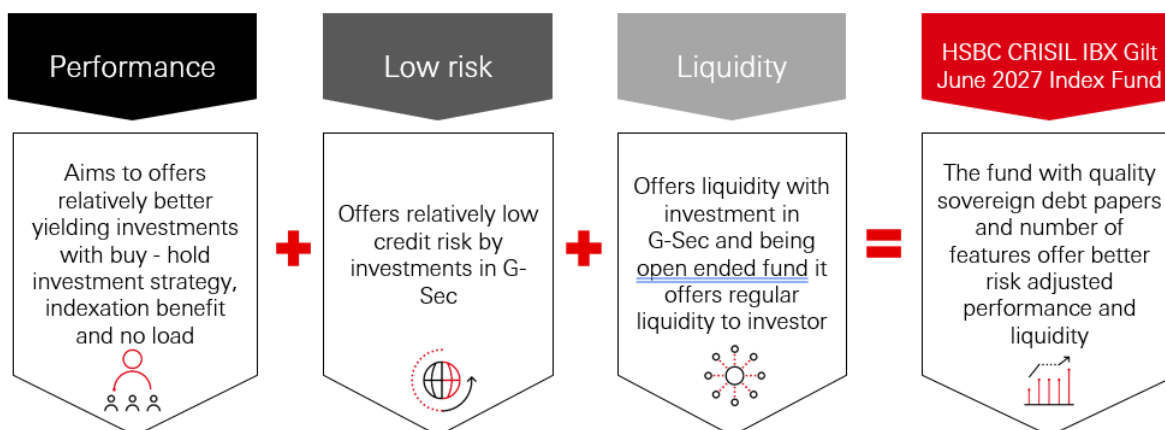 Performance
Aims to offers
relatively better
yielding investments
with buy - hold
investment strategy,
indexation benefit
and no load
Low risk
Offers relatively low
credit risk by
investments in G-
Sec
Liquidity
Offers liquidity with
investment in
G-Sec and being
open ended fund it
offers regular
liquidity to investor
HSBC CRISIL IBX Gilt
June 2027 Index Fund
The fund with quality
sovereign debt papers
and number of
features offer better
risk adjusted
performance and
liquidity